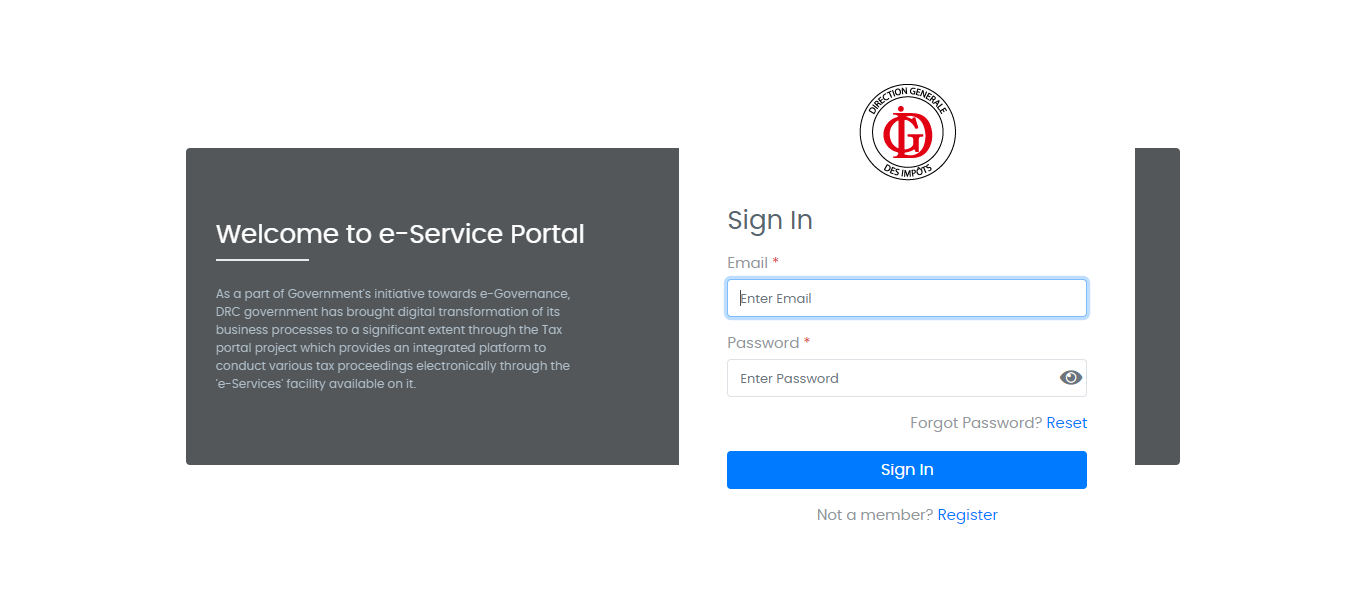 Welcome to e-Service Portal
As a part of Government's initiative towards e-Governance,
DRC government has brought digital transformation of its
business processes to a significant extent through the Tax
portal project which provides an integrated platform to
conduct various tax proceedings electronically through the
'e-Services' facility available on it.
DIRECTION GENERALE
DGI
DES IMPÔTS
Sign In
Email *
Enter Email
Password *
Enter Password
Forgot Password? Reset
Sign In
Not a member? Register